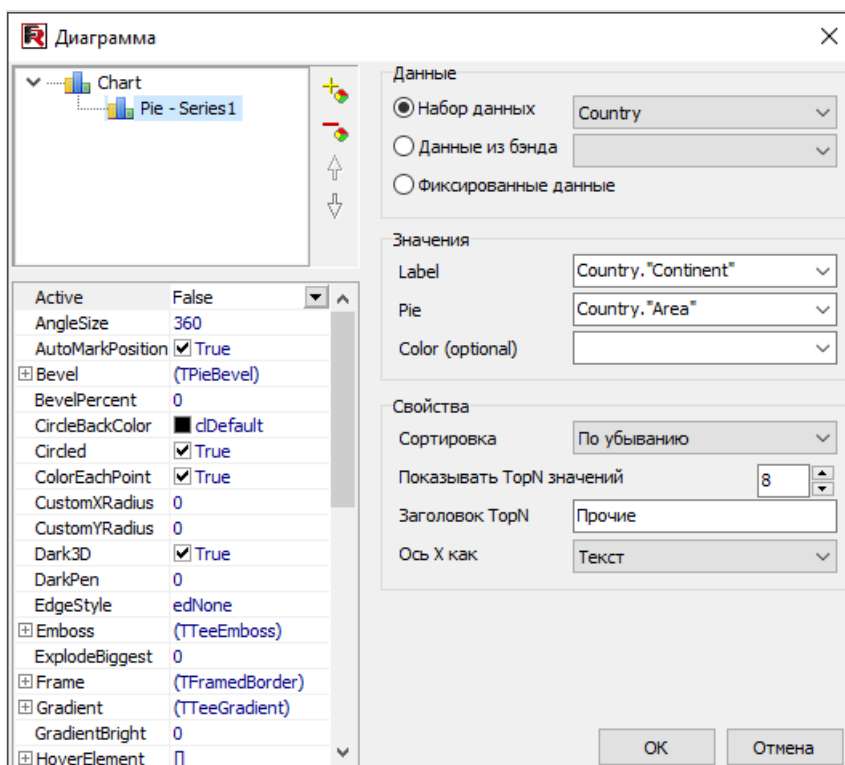 Диаграмма
Chart
Pie - Series1
Active False
AngleSize 360
AutoMarkPosition True
Bevel (TPieBevel)
BevelPercent 0
CircleBackColor clDefault
Circled True
ColorEachPoint True
CustomXRadius 0
CustomYRadius 0
Dark3D True
DarkPen 0
EdgeStyle edNone
Emboss (TTeeEmboss)
ExplodeBiggest 0
Frame (TFramedBorder)
Gradient (TTeeGradient)
GradientBright 0
HoverElement []
Данные
Набор данных Country
Данные из бэнда
Фиксированные данные
Значения
Label Country."Continent"
Pie Country."Area"
Color (optional)
Свойства
Сортировка По убыванию
Показывать TopN значений 8
Заголовок TopN Прочие
Ось X как Текст
ОК Отмена